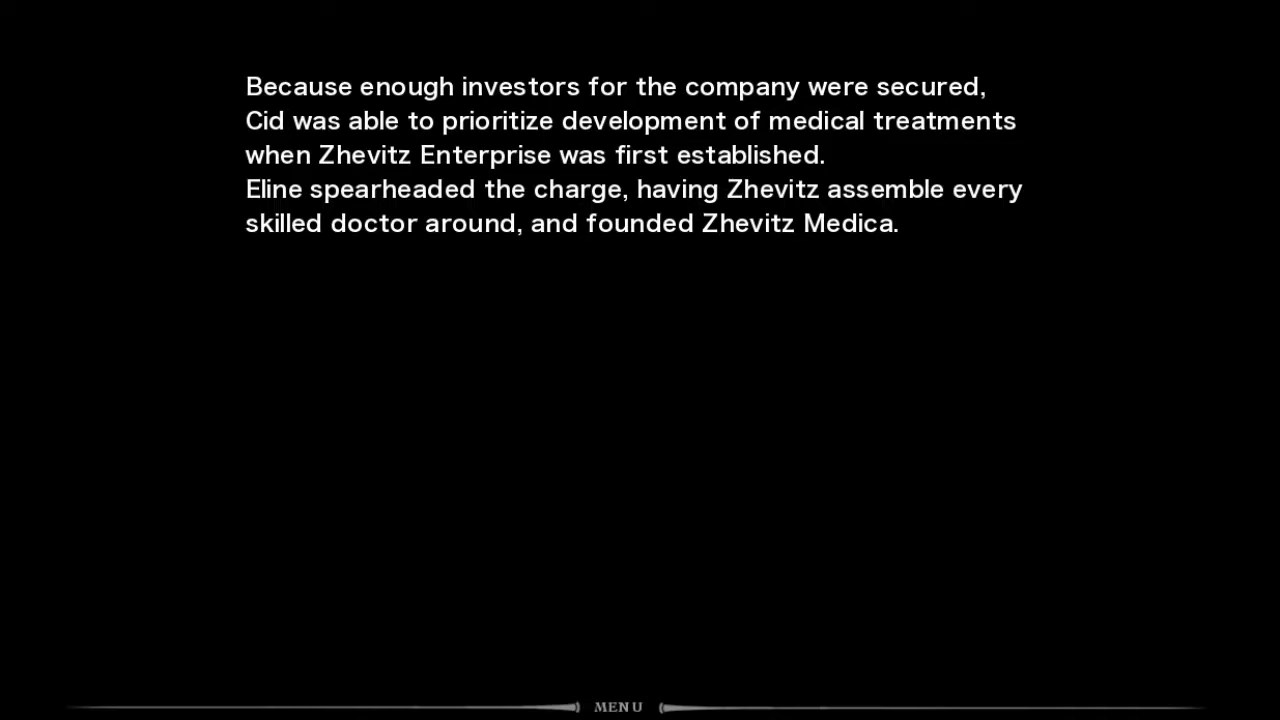 Because enough investors for the company were secured,
Cid was able to prioritize development of medical treatments
when Zhevitz Enterprise was first established.
Eline spearheaded the charge, having Zhevitz assemble every
skilled doctor around, and founded Zhevitz Medica.
MENU